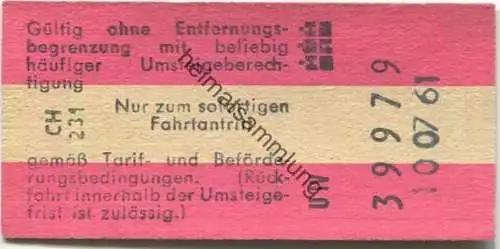 Gültig ohne Entfernungs-
begrenzung mit beliebig
häufiger Umsteigeberech-
tigung
CH
231
Nur zum sofortigen
Fahrtantritt
gemäß Tarif- und Beförde-
rungsbedingungen. (Rück-
fahrt innerhalb der Umsteige-
frist ist zulässig.)
39979
100761
heimatsammlung.de